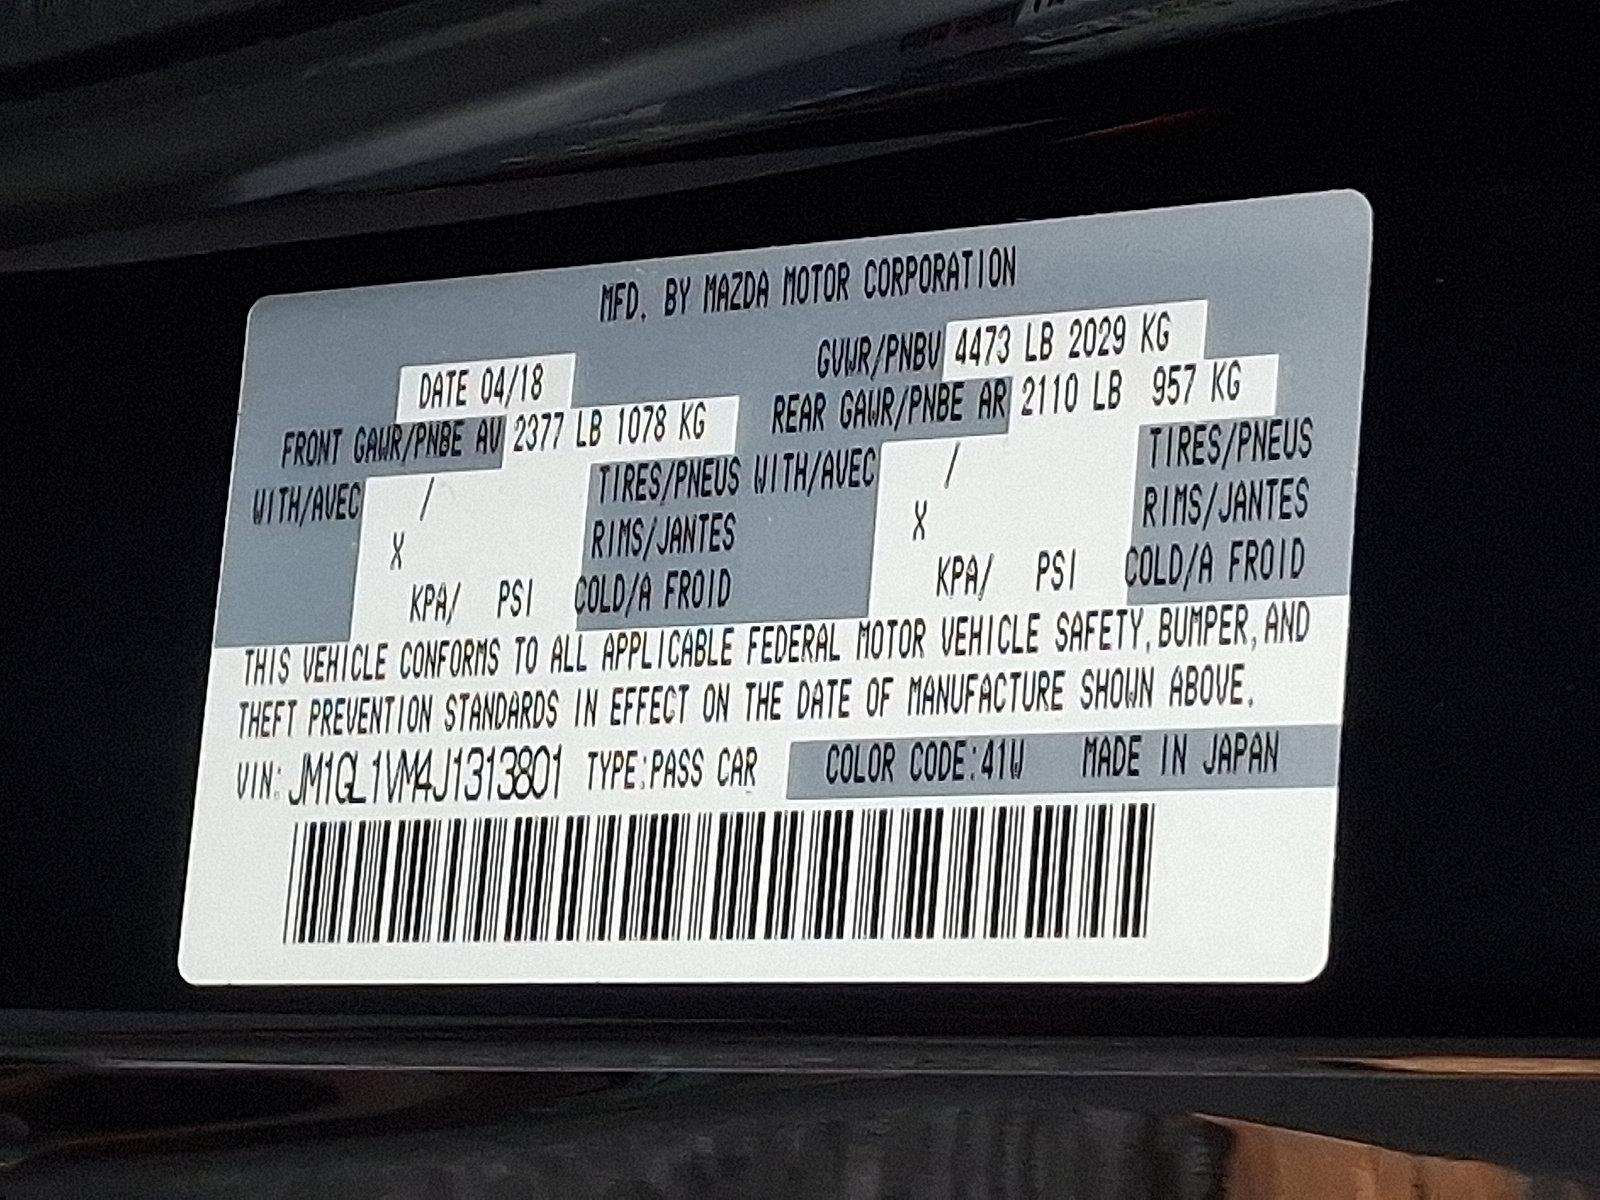 MFD. BY MAZDA MOTOR CORPORATION
DATE 04/18 GVWR/PNBV 4473 LB 2029 KG
FRONT GAWR/PNBE AV 2377 LB 1078 KG REAR GAWR/PNBE AR 2110 LB 957 KG
WITH/AVEC / TIRES/PNEUS WITH/AVEC / TIRES/PNEUS
X RIMS/JANTES X RIMS/JANTES
KPA/ PSI COLD/A FROID KPA/ PSI COLD/A FROID
THIS VEHICLE CONFORMS TO ALL APPLICABLE FEDERAL MOTOR VEHICLE SAFETY, BUMPER, AND
THEFT PREVENTION STANDARDS IN EFFECT ON THE DATE OF MANUFACTURE SHOWN ABOVE.
VIN: JM1GL1VM4J1313801 TYPE:PASS CAR COLOR CODE:41W MADE IN JAPAN